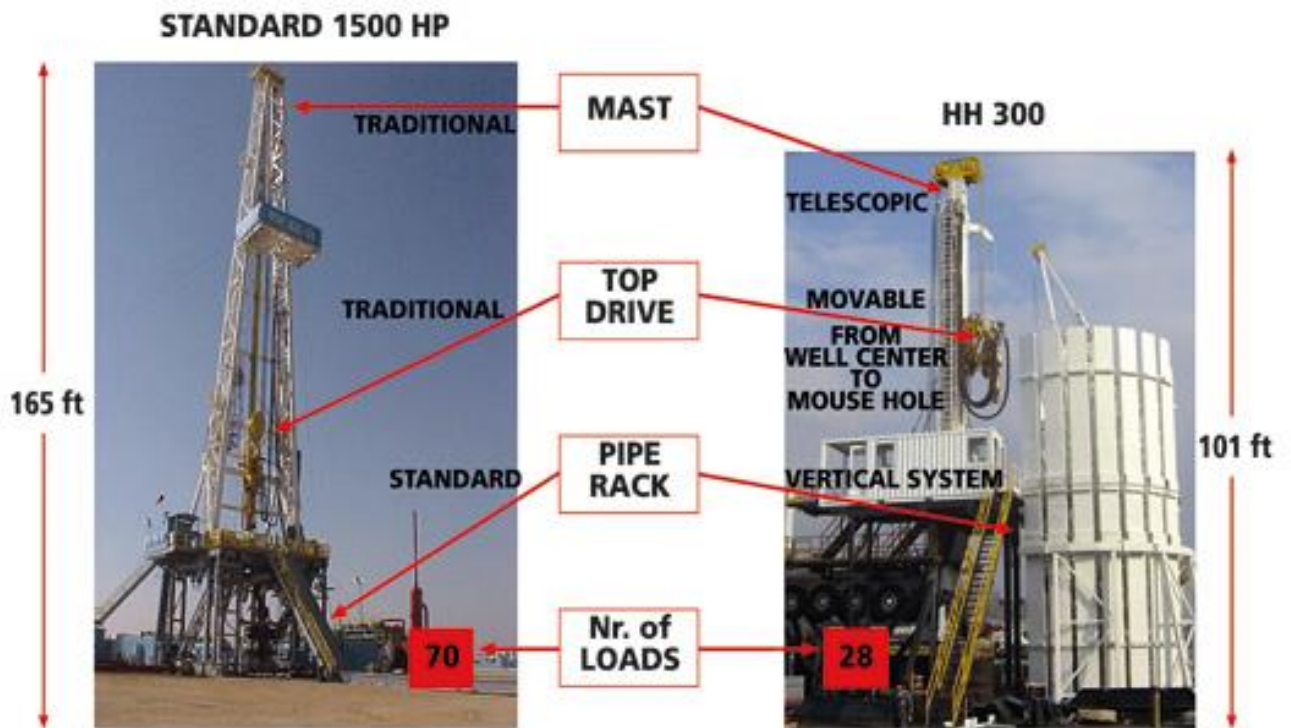 STANDARD 1500 HP
MAST
TRADITIONAL
HH 300
TELESCOPIC
TOP
DRIVE
TRADITIONAL
MOVABLE
FROM
WELL CENTER
TO
MOUSE HOLE
165 ft
101 ft
PIPE
RACK
STANDARD
VERTICAL SYSTEM
Nr. of
LOADS
70
28